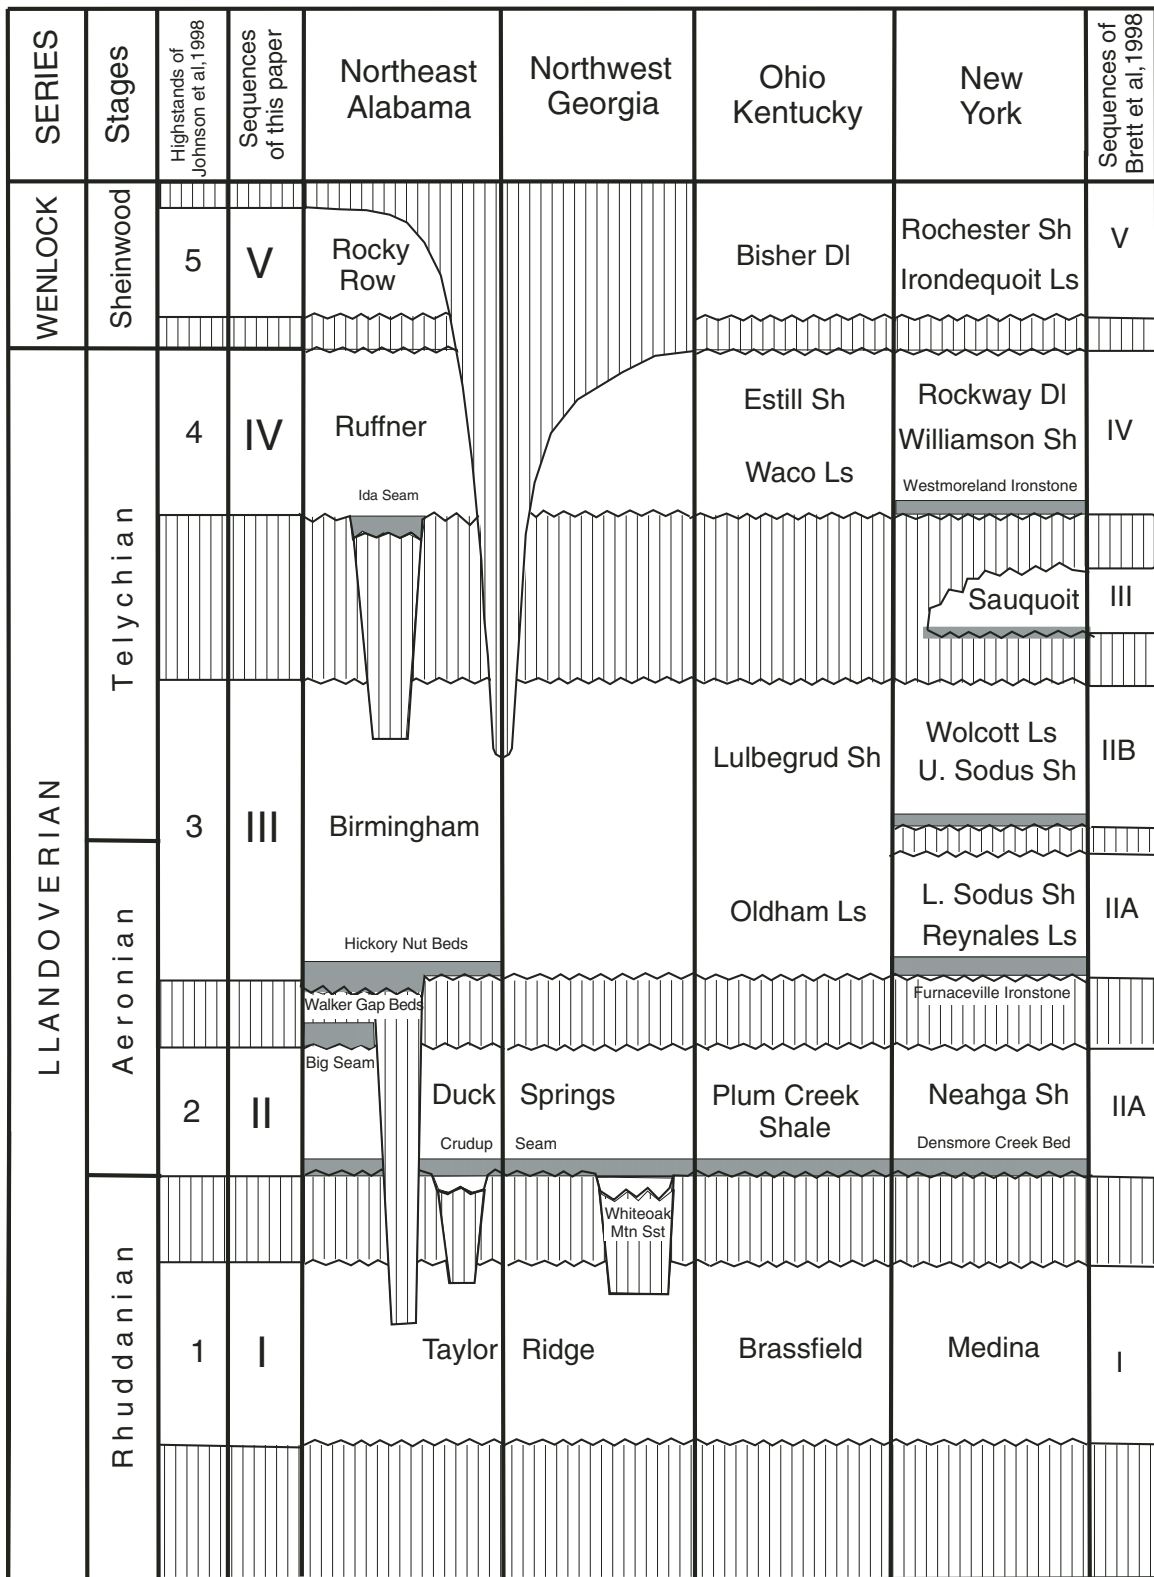 SERIES
Stages
Highstands of
Johnson et al,1998
Sequences
of this paper
Northeast
Alabama
Northwest
Georgia
Ohio
Kentucky
New
York
Sequences of
Brett et al,1998
WENLOCK
Sheinwood
5
V
Rocky
Row
Bisher Dl
Rochester Sh
Irondequoit Ls
V
LLANDOVERIAN
Telychian
4
IV
Ruffner
Ida Seam
Estill Sh
Waco Ls
Rockway Dl
Williamson Sh
Westmoreland Ironstone
IV
Sauquoit
III
3
III
Birmingham
Hickory Nut Beds
Lulbegrud Sh
Oldham Ls
Wolcott Ls
U. Sodus Sh
IIB
Aeronian
L. Sodus Sh
Reynales Ls
Furnaceville Ironstone
IIA
Walker Gap Beds
Big Seam
2
II
Duck Springs
Crudup Seam
Plum Creek
Shale
Neahga Sh
Densmore Creek Bed
IIA
Rhuddanian
Whiteoak
Mtn Sst
1
I
Taylor Ridge
Brassfield
Medina
I